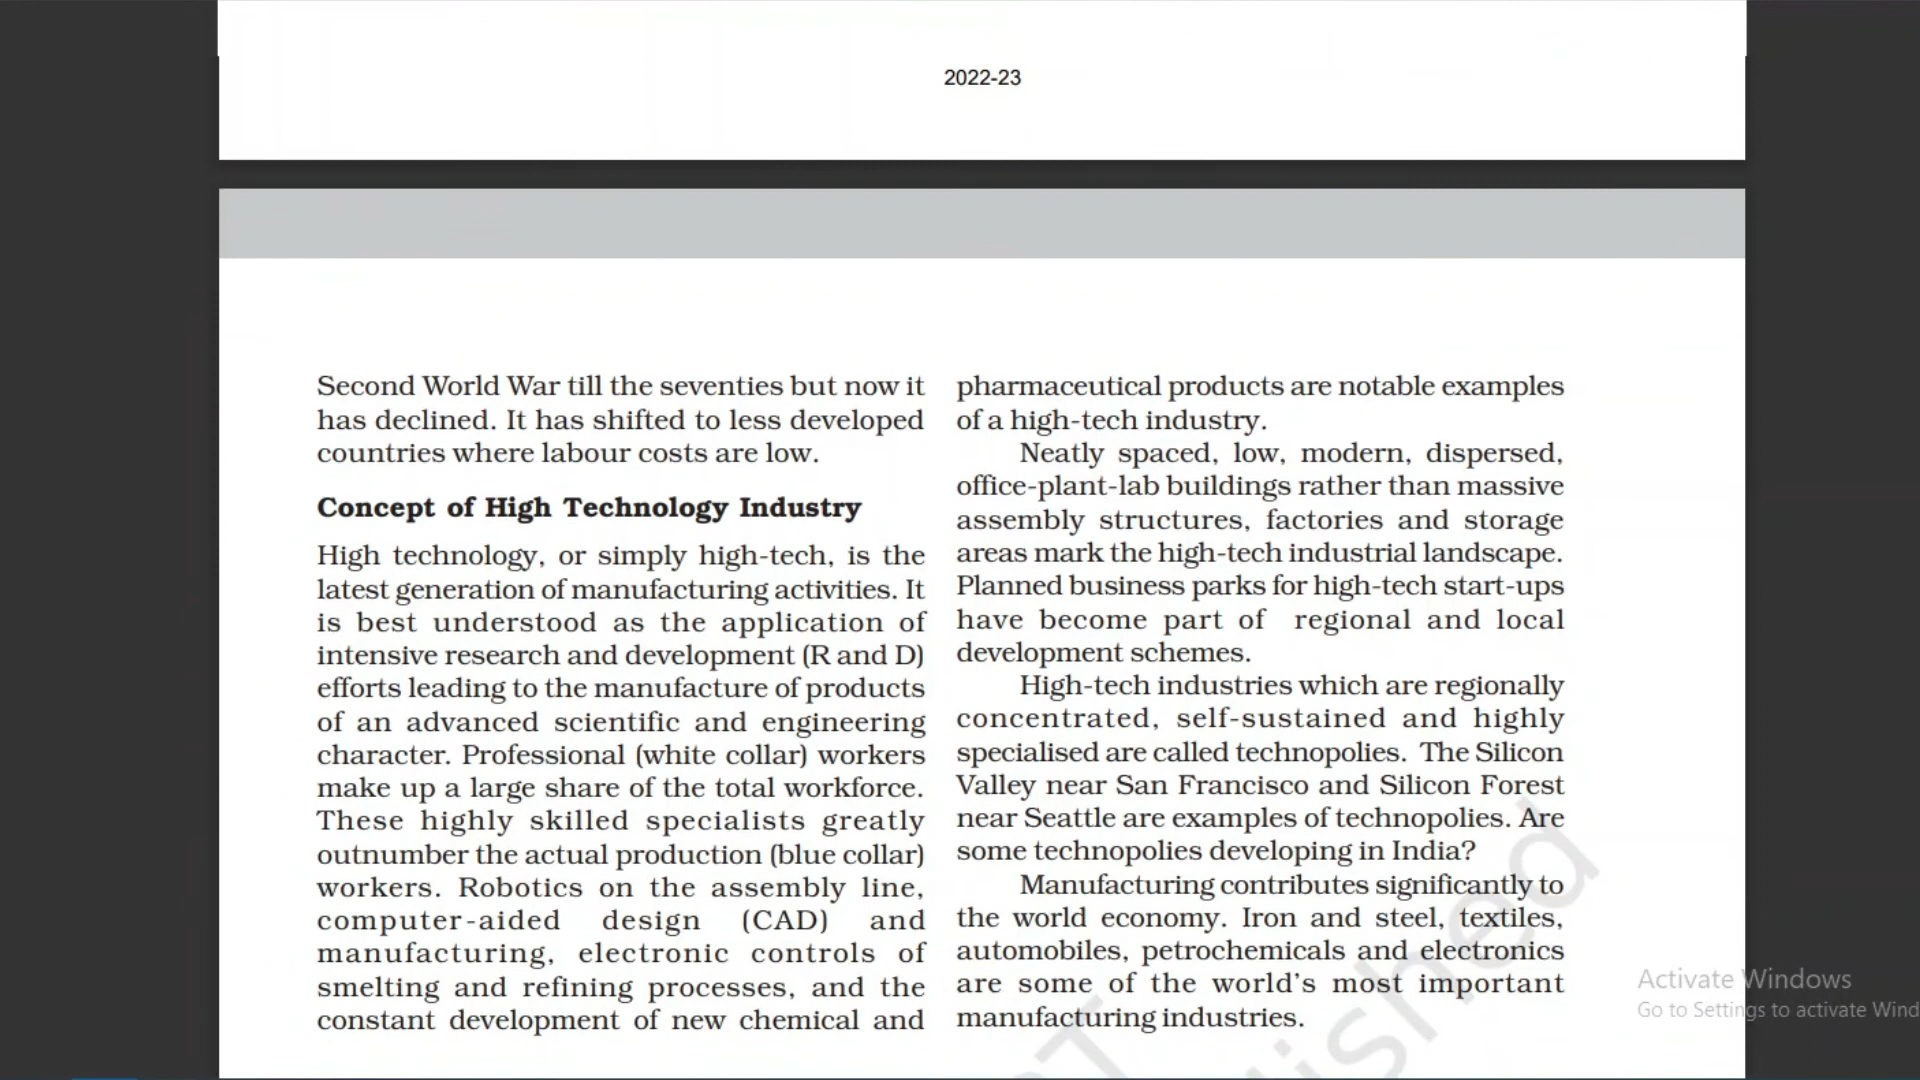 2022-23
Second World War till the seventies but now it
has declined. It has shifted to less developed
countries where labour costs are low.
Concept of High Technology Industry
High technology, or simply high-tech, is the
latest generation of manufacturing activities. It
is best understood as the application of
intensive research and development (R and D)
efforts leading to the manufacture of products
of an advanced scientific and engineering
character. Professional (white collar) workers
make up a large share of the total workforce.
These highly skilled specialists greatly
outnumber the actual production (blue collar)
workers. Robotics on the assembly line,
computer-aided design (CAD) and
manufacturing, electronic controls of
smelting and refining processes, and the
constant development of new chemical and
pharmaceutical products are notable examples
of a high-tech industry.
Neatly spaced, low, modern, dispersed,
office-plant-lab buildings rather than massive
assembly structures, factories and storage
areas mark the high-tech industrial landscape.
Planned business parks for high-tech start-ups
have become part of regional and local
development schemes.
High-tech industries which are regionally
concentrated, self-sustained and highly
specialised are called technopolies. The Silicon
Valley near San Francisco and Silicon Forest
near Seattle are examples of technopolies. Are
some technopolies developing in India?
Manufacturing contributes significantly to
the world economy. Iron and steel, textiles,
automobiles, petrochemicals and electronics
are some of the world's most important
manufacturing industries.
Activate Windows
Go to Settings to activate Wind